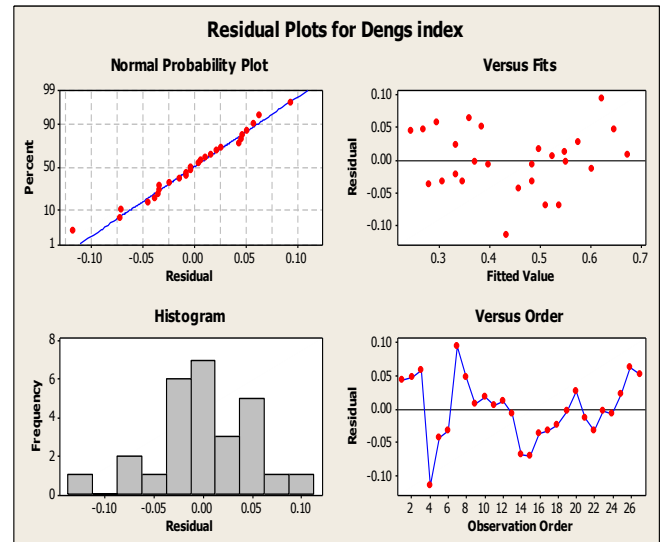 Residual Plots for Dengs index
Normal Probability Plot
99
90
50
10
1
Percent
-0.10 -0.05 0.00 0.05 0.10
Residual
Versus Fits
0.10
0.05
0.00
-0.05
-0.10
Residual
0.3 0.4 0.5 0.6 0.7
Fitted Value
Histogram
8
6
4
2
0
Frequency
-0.10 -0.05 0.00 0.05 0.10
Residual
Versus Order
0.10
0.05
0.00
-0.05
-0.10
Residual
2 4 6 8 10 12 14 16 18 20 22 24 26
Observation Order